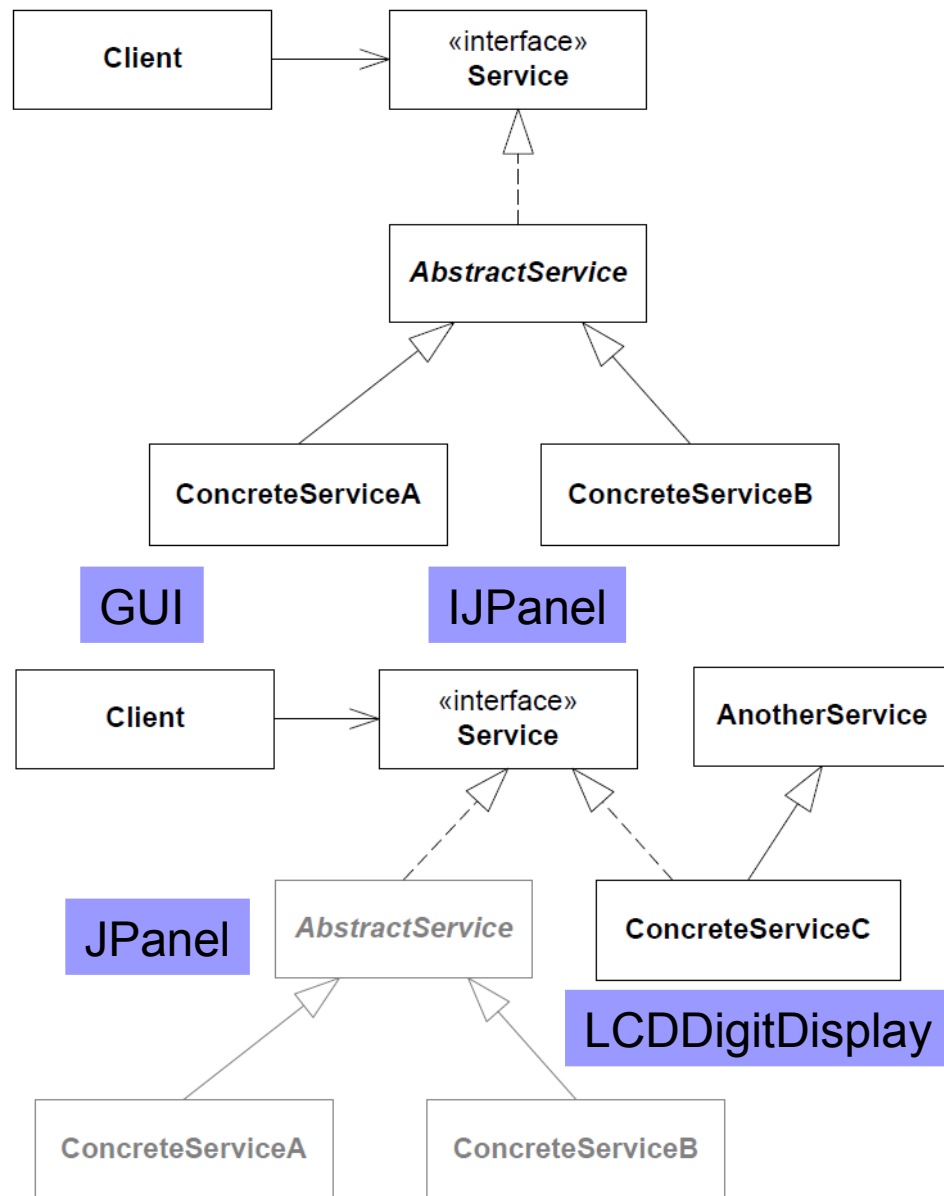 Client
«interface»
Service
AbstractService
ConcreteServiceA
ConcreteServiceB
GUI
IJPanel
Client
«interface»
Service
AnotherService
JPanel
AbstractService
ConcreteServiceC
LCDDigitDisplay
ConcreteServiceA
ConcreteServiceB